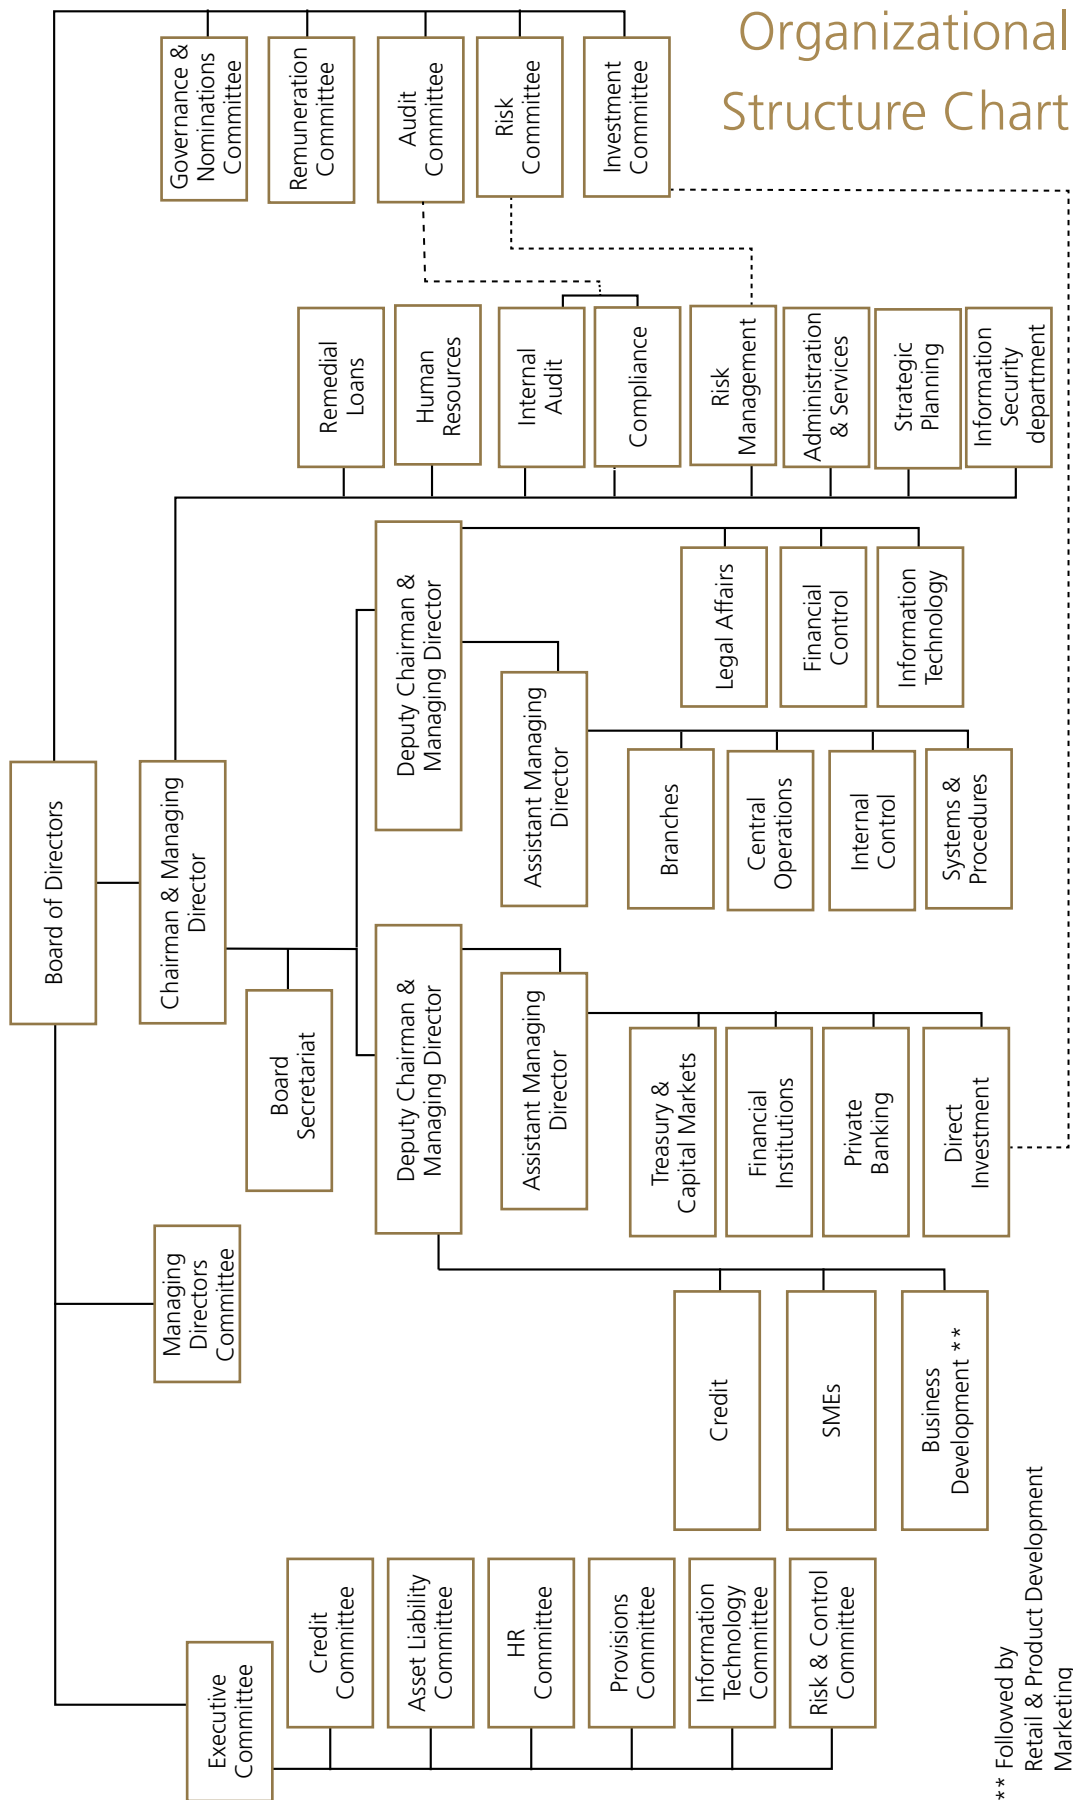 Organizational
Structure Chart
Board of Directors
Chairman & Managing
Director
Board
Secretariat
Managing
Directors
Committee
Executive
Committee
Credit
Committee
Asset Liability
Committee
HR
Committee
Provisions
Committee
Information
Technology
Committee
Risk & Control
Committee
Governance &
Nominations
Committee
Remuneration
Committee
Audit
Committee
Risk
Committee
Investment
Committee
Remedial
Loans
Human
Resources
Internal
Audit
Compliance
Risk
Management
Administration
& Services
Strategic
Planning
Information
Security
department
Deputy Chairman &
Managing Director
Assistant Managing
Director
Treasury &
Capital Markets
Financial
Institutions
Private
Banking
Direct
Investment
Credit
SMEs
Business
Development **
Deputy Chairman &
Managing Director
Assistant Managing
Director
Branches
Central
Operations
Internal
Control
Systems &
Procedures
Legal Affairs
Financial
Control
Information
Technology
** Followed by
Retail & Product Development
Marketing